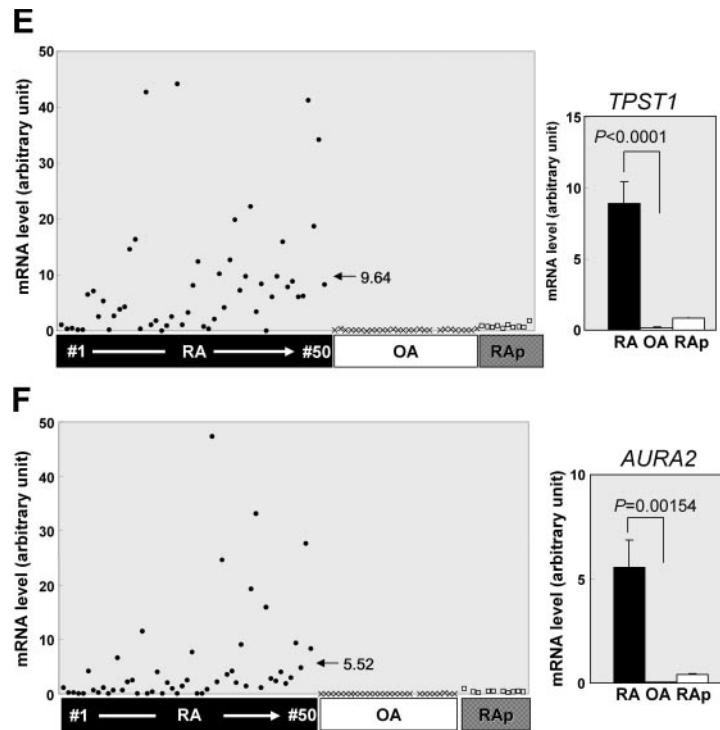 E
mRNA level (arbitrary unit)
50
40
30
20
10
0
9.64
#1 RA #50 OA RAp
TPST1
P<0.0001
mRNA level (arbitrary unit)
15
10
5
0
RA OA RAp
F
mRNA level (arbitrary unit)
50
40
30
20
10
0
5.52
#1 RA #50 OA RAp
AURA2
P=0.00154
mRNA level (arbitrary unit)
10
5
0
RA OA RAp